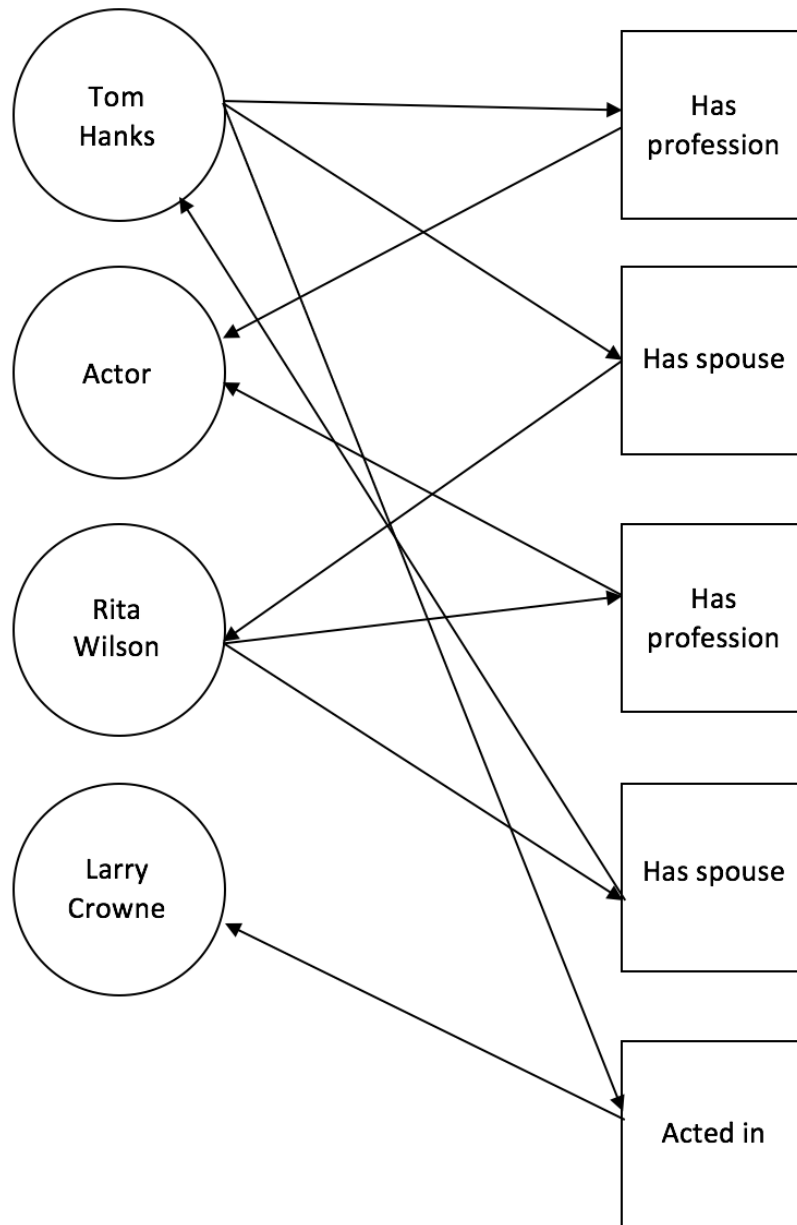 Tom
Hanks
Has
profession
Actor
Has spouse
Rita
Wilson
Has
profession
Larry
Crowne
Has spouse
Acted in